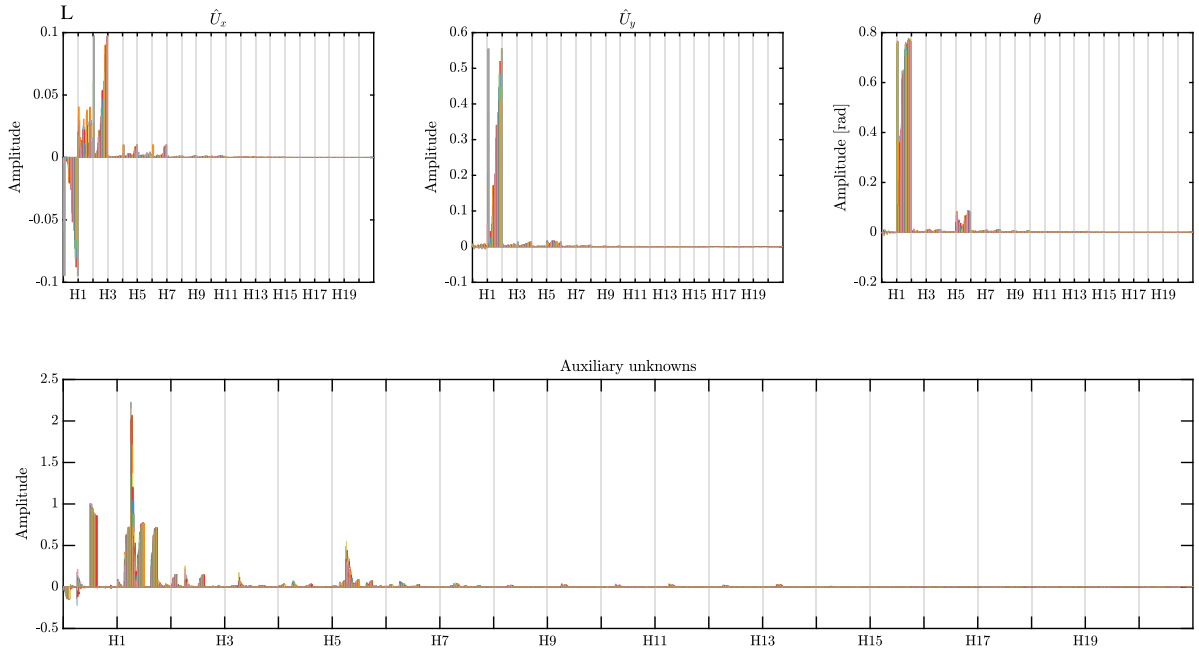 L
Û_x
Û_y
θ
0.1
0.05
0
-0.05
-0.1
Amplitude
H1 H3 H5 H7 H9 H11 H13 H15 H17 H19
0.6
0.5
0.4
0.3
0.2
0.1
0
-0.1
Amplitude
H1 H3 H5 H7 H9 H11 H13 H15 H17 H19
0.8
0.6
0.4
0.2
0
-0.2
Amplitude [rad]
H1 H3 H5 H7 H9 H11 H13 H15 H17 H19
Auxiliary unknowns
2.5
2
1.5
1
0.5
0
-0.5
Amplitude
H1 H3 H5 H7 H9 H11 H13 H15 H17 H19